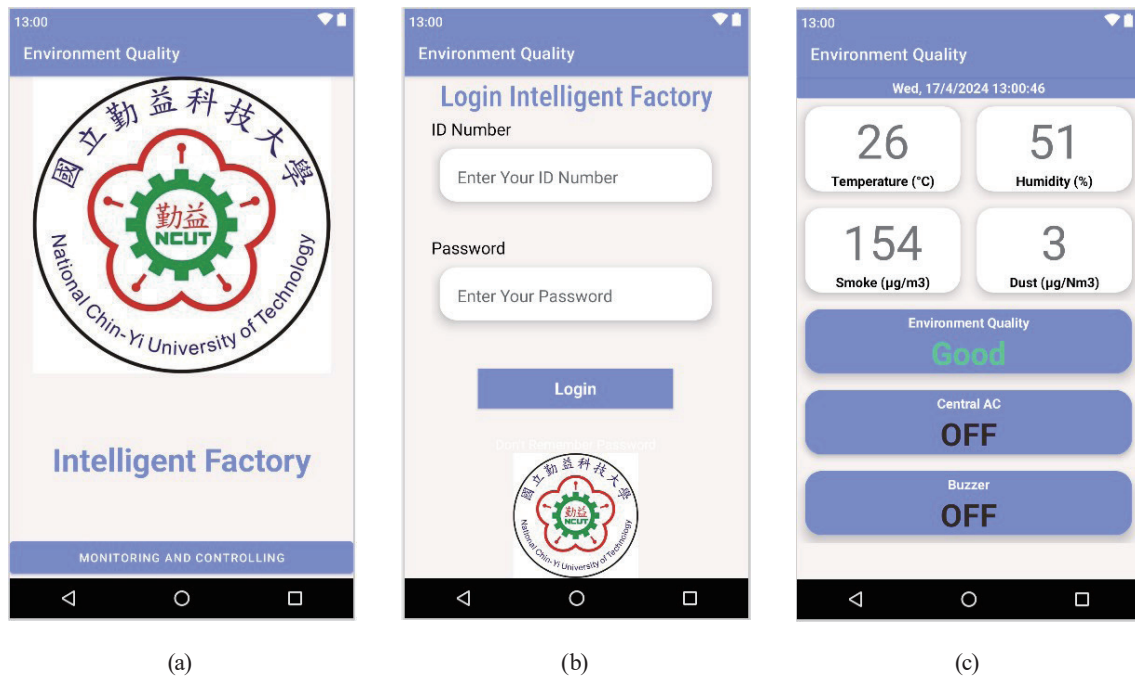 13:00
Environment Quality
國立勤益科技大學
勤益
NCUT
National Chin-Yi University of Technology
Intelligent Factory
MONITORING AND CONTROLLING
(a)
13:00
Environment Quality
Login Intelligent Factory
ID Number
Enter Your ID Number
Password
Enter Your Password
Login
Don't Remember Password
國立勤益科技大學
勤益
NCUT
National Chin-Yi University of Technology
(b)
13:00
Environment Quality
Wed, 17/4/2024 13:00:46
26
Temperature (°C)
51
Humidity (%)
154
Smoke (µg/m3)
3
Dust (µg/Nm3)
Environment Quality
Good
Central AC
OFF
Buzzer
OFF
(c)